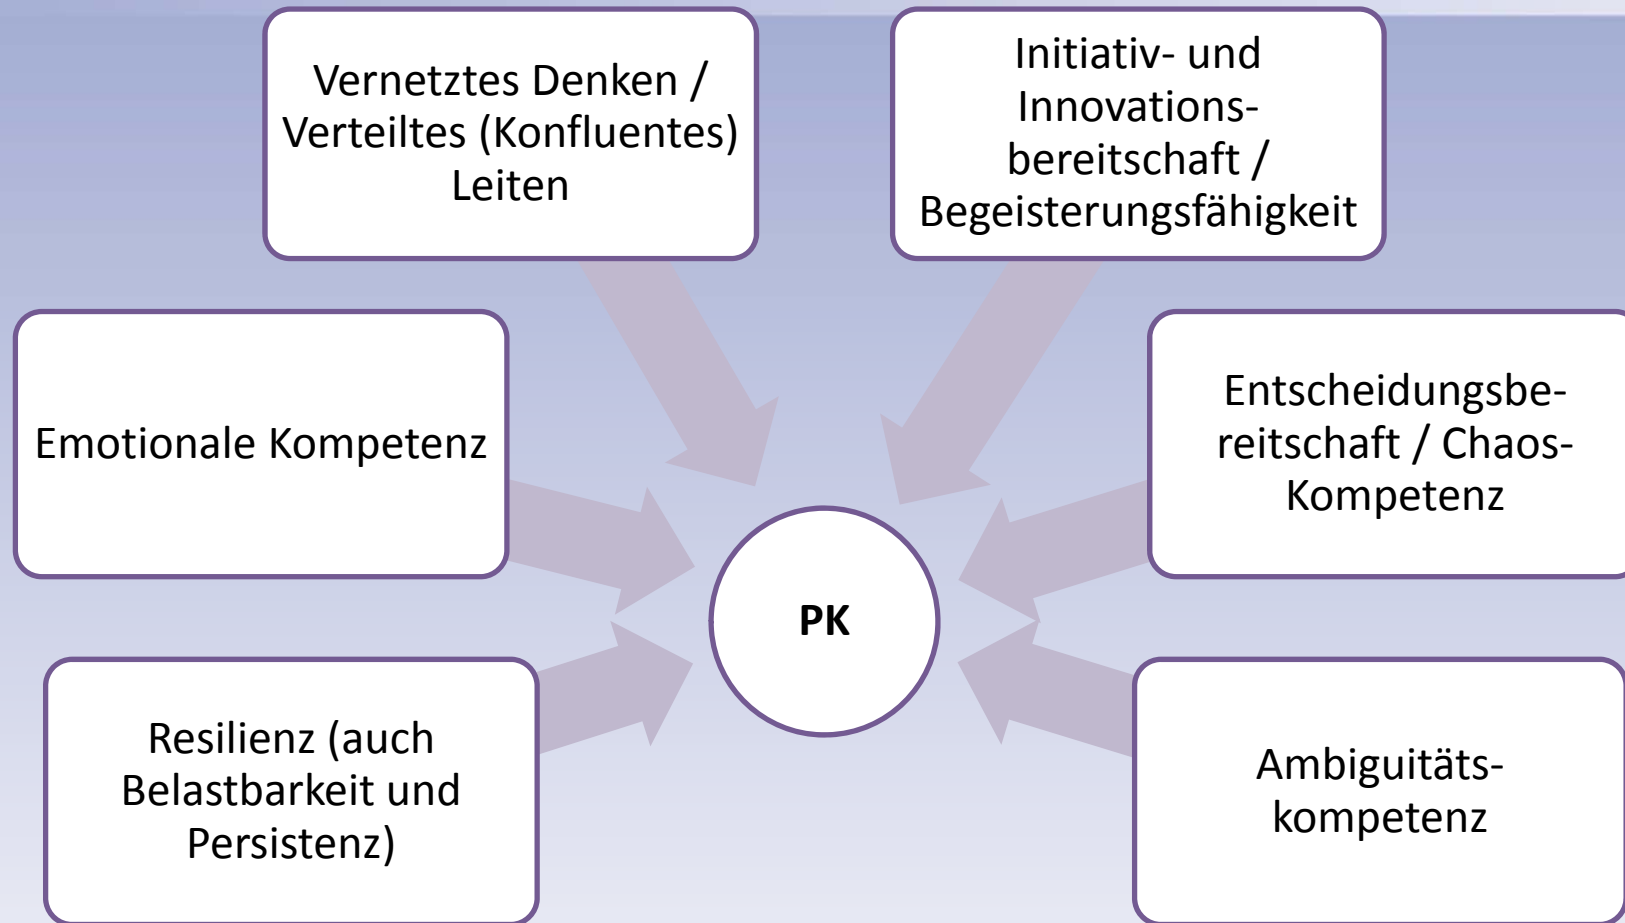 Vernetztes Denken /
Verteiltes (Konfluentes)
Leiten
Initiativ- und
Innovations-
bereitschaft /
Begeisterungsfähigkeit
Emotionale Kompetenz
Entscheidungsbe-
reitschaft / Chaos-
Kompetenz
PK
Resilienz (auch
Belastbarkeit und
Persistenz)
Ambiguitäts-
kompetenz